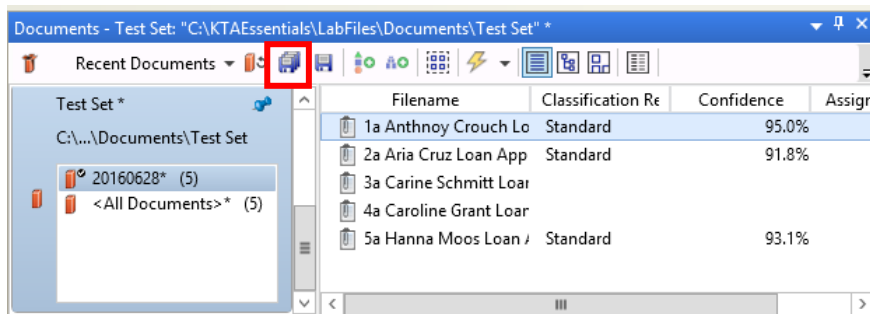 Documents - Test Set: "C:\KTAEssentials\LabFiles\Documents\Test Set" *
Recent Documents
Test Set *
C:\...\Documents\Test Set
20160628* (5)
<All Documents>* (5)
Filename Classification Re Confidence Assigr
1a Anthnoy Crouch Lo Standard 95.0%
2a Aria Cruz Loan App Standard 91.8%
3a Carine Schmitt Loar
4a Caroline Grant Loar
5a Hanna Moos Loan Standard 93.1%